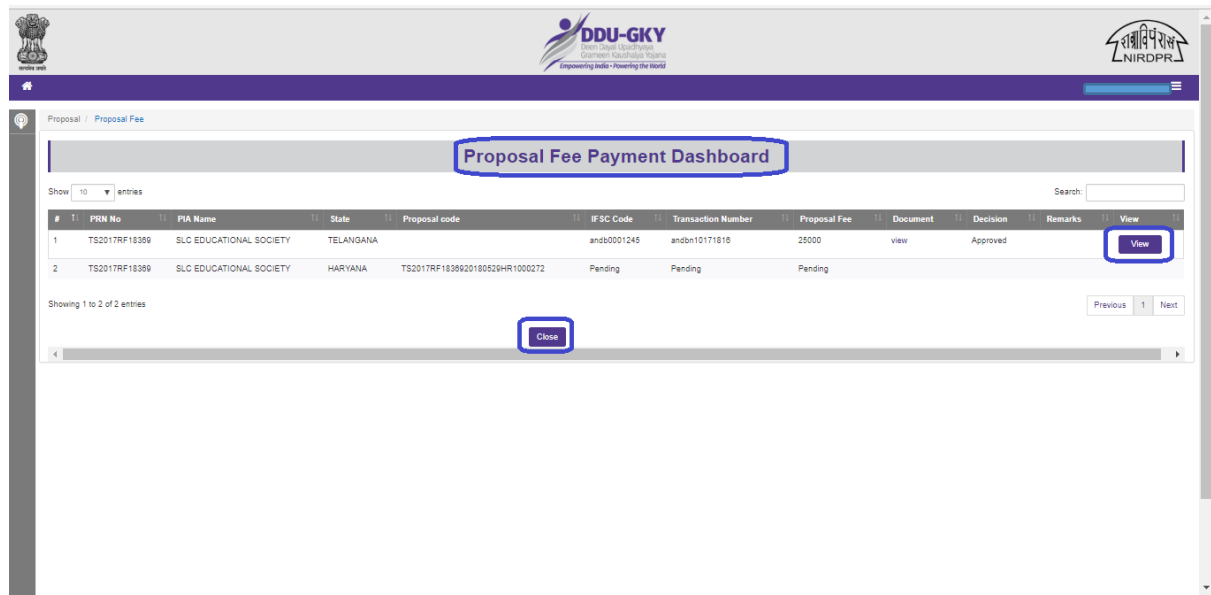 सत्यमेव जयते
DDU-GKY
Deen Dayal Upadhyaya
Grameen Kaushalya Yojana
Empowering India - Powering the World
NIRDPR
Proposal / Proposal Fee
Proposal Fee Payment Dashboard
Show 10 entries Search:
# PRN No PIA Name State Proposal code IFSC Code Transaction Number Proposal Fee Document Decision Remarks View
1 TS2017RF18369 SLC EDUCATIONAL SOCIETY TELANGANA andb0001245 andbn10171816 25000 view Approved View
2 TS2017RF18369 SLC EDUCATIONAL SOCIETY HARYANA TS2017RF1836920180529HR1000272 Pending Pending Pending
Showing 1 to 2 of 2 entries Previous 1 Next
Close